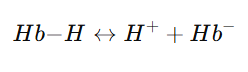 Hb−H ↔ H⁺ + Hb⁻